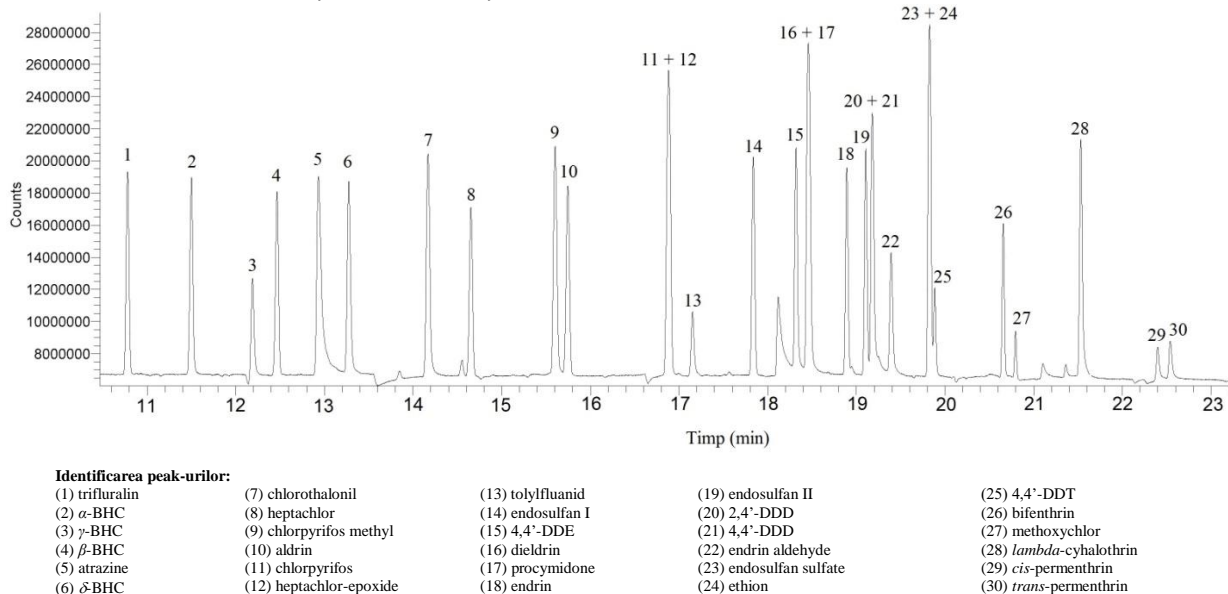 23 + 24
16 + 17
11 + 12
20 + 21
1
2
3
4
5
6
7
8
9
10
13
14
15
18
19
22
25
26
27
28
29
30
Counts
28000000
26000000
24000000
22000000
20000000
18000000
16000000
14000000
12000000
10000000
8000000
11 12 13 14 15 16 17 18 19 20 21 22 23
Timp (min)
Identificarea peak-urilor:
(1) trifluralin (7) chlorothalonil (13) tolylfluanid (19) endosulfan II (25) 4,4’-DDT
(2) α-BHC (8) heptachlor (14) endosulfan I (20) 2,4’-DDD (26) bifenthrin
(3) γ-BHC (9) chlorpyrifos methyl (15) 4,4’-DDE (21) 4,4’-DDD (27) methoxychlor
(4) β-BHC (10) aldrin (16) dieldrin (22) endrin aldehyde (28) lambda-cyhalothrin
(5) atrazine (11) chlorpyrifos (17) procymidone (23) endosulfan sulfate (29) cis-permenthrin
(6) δ-BHC (12) heptachlor-epoxide (18) endrin (24) ethion (30) trans-permenthrin